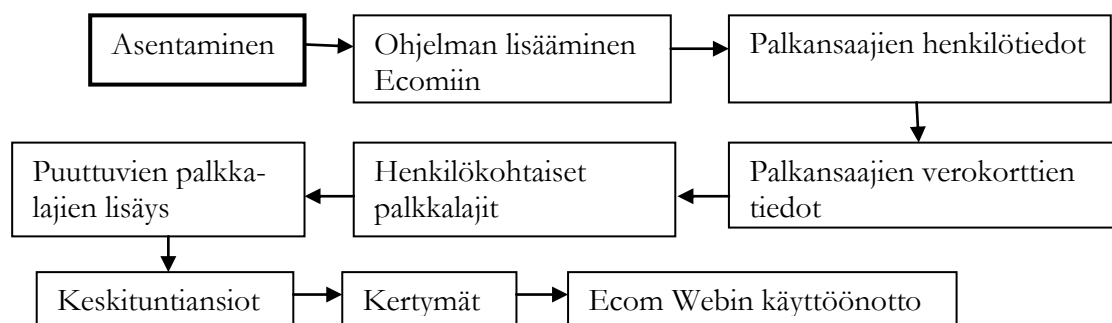 Asentaminen
Ohjelman lisääminen
Ecomiin
Palkansaajien henkilötiedot
Palkansaajien verokorttien
tiedot
Henkilökohtaiset
palkkalajit
Puuttuvien palkka-
lajien lisäys
Keskituntiansiot
Kertymät
Ecom Webin käyttöönotto